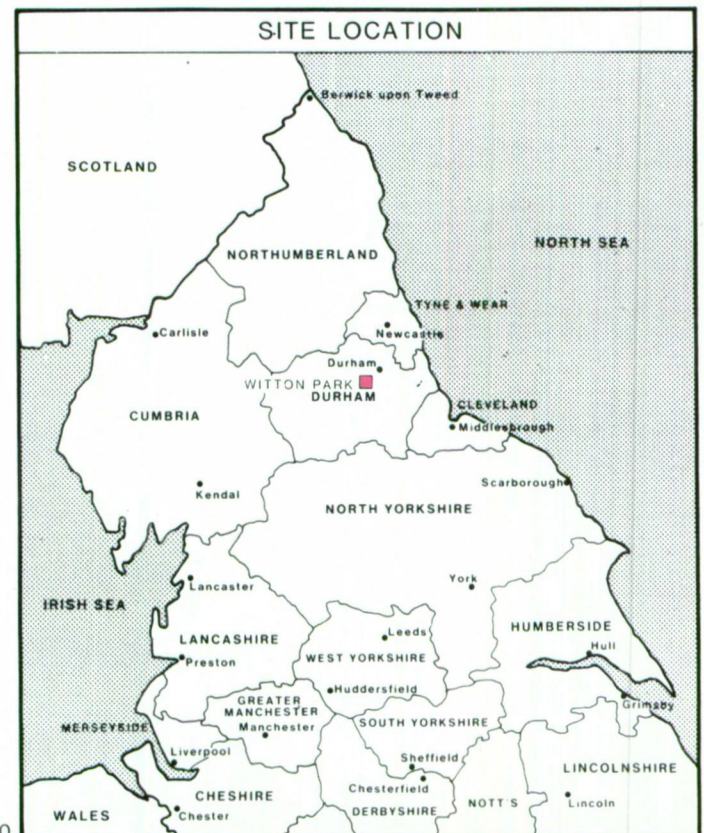 SITE LOCATION
Berwick upon Tweed
SCOTLAND
NORTH SEA
NORTHUMBERLAND
TYNE & WEAR
Carlisle
Newcastle
Durham
WITTON PARK
DURHAM
CLEVELAND
CUMBRIA
Middlesbrough
Scarborough
Kendal
NORTH YORKSHIRE
York
Lancaster
IRISH SEA
HUMBERSIDE
Leeds
LANCASHIRE
Hull
WEST YORKSHIRE
Preston
Huddersfield
GREATER
MANCHESTER
Grimsby
SOUTH YORKSHIRE
MERSEYSIDE
Manchester
Liverpool
Sheffield
LINCOLNSHIRE
Chesterfield
CHESHIRE
NOTT'S
Lincoln
DERBYSHIRE
WALES
Chester